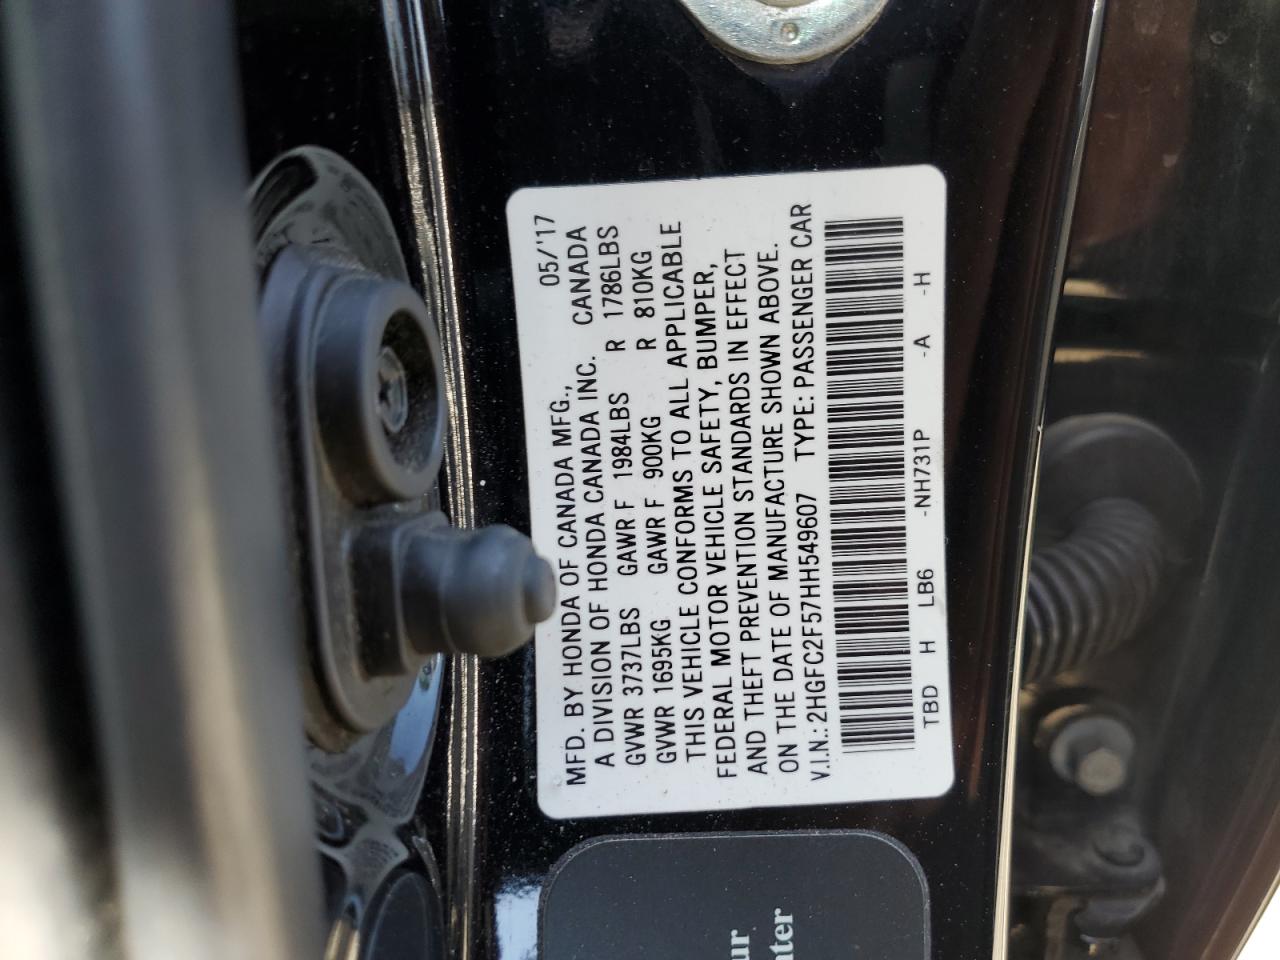 MFD. BY HONDA OF CANADA MFG., 05/'17
A DIVISION OF HONDA CANADA INC. CANADA
GVWR 3737LBS GAWR F 1984LBS R 1786LBS
GVWR 1695KG GAWR F 900KG R 810KG
THIS VEHICLE CONFORMS TO ALL APPLICABLE
FEDERAL MOTOR VEHICLE SAFETY, BUMPER,
AND THEFT PREVENTION STANDARDS IN EFFECT
ON THE DATE OF MANUFACTURE SHOWN ABOVE.
V.I.N.: 2HGFC2F57HH549607 TYPE: PASSENGER CAR
TBD H LB6 -NH731P -A -H